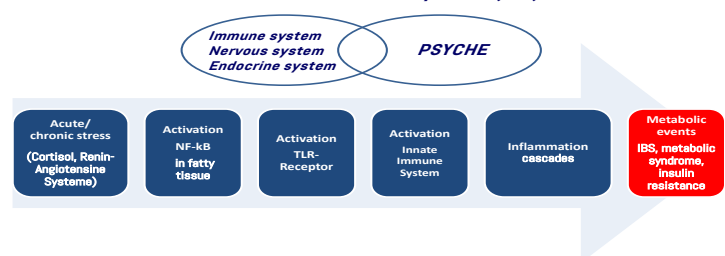 Immune system
Nervous system
Endocrine system
PSYCHE
Acute/
chronic stress
(Cortisol, Renin-
Angiotensine
Systeme)
Activation
NF-kB
in fatty
tissue
Activation
TLR-
Receptor
Activation
Innate
Immune
System
Inflammation
cascades
Metabolic
events
IBS, metabolic
syndrome,
insulin
resistance